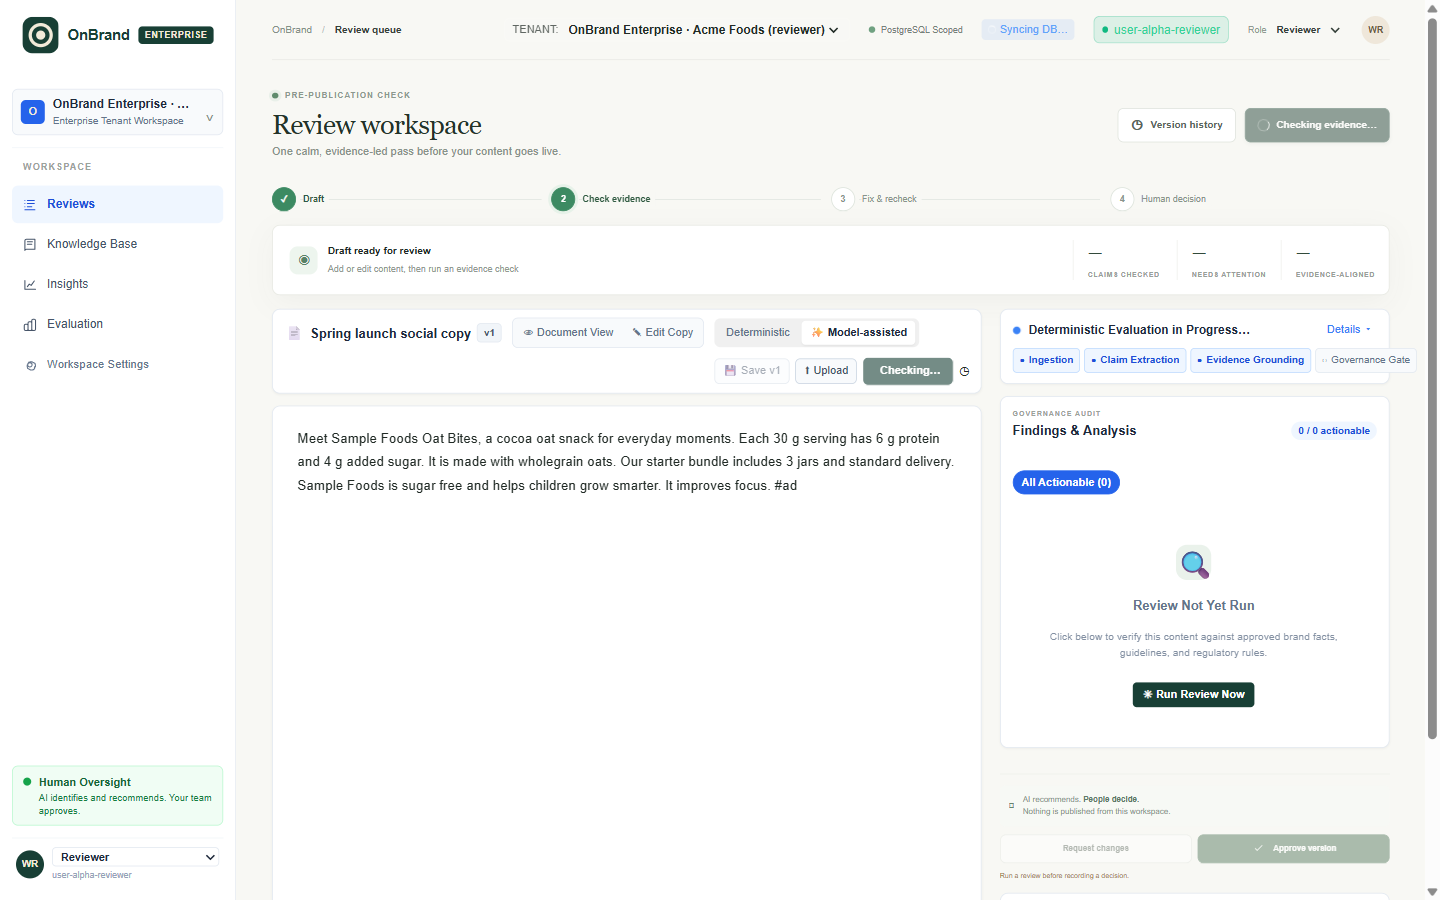 OnBrand ENTERPRISE
O OnBrand Enterprise · ...
Enterprise Tenant Workspace
WORKSPACE
Reviews
Knowledge Base
Insights
Evaluation
Workspace Settings
Human Oversight
AI identifies and recommends. Your team
approves.
WR Reviewer
user-alpha-reviewer
OnBrand / Review queue
TENANT: OnBrand Enterprise · Acme Foods (reviewer)
PostgreSQL Scoped
Syncing DB...
user-alpha-reviewer
Role Reviewer
WR
PRE-PUBLICATION CHECK
Review workspace
One calm, evidence-led pass before your content goes live.
Version history
Checking evidence...
Draft
2 Check evidence
3 Fix & recheck
4 Human decision
Draft ready for review
Add or edit content, then run an evidence check
— CLAIMS CHECKED
— NEEDS ATTENTION
— EVIDENCE-ALIGNED
Spring launch social copy v1
Document View
Edit Copy
Deterministic
Model-assisted
Save v1
Upload
Checking...
Meet Sample Foods Oat Bites, a cocoa oat snack for everyday moments. Each 30 g serving has 6 g protein
and 4 g added sugar. It is made with wholegrain oats. Our starter bundle includes 3 jars and standard delivery.
Sample Foods is sugar free and helps children grow smarter. It improves focus. #ad
Deterministic Evaluation in Progress...
Details
Ingestion
Claim Extraction
Evidence Grounding
Governance Gate
GOVERNANCE AUDIT
Findings & Analysis
0 / 0 actionable
All Actionable (0)
Review Not Yet Run
Click below to verify this content against approved brand facts,
guidelines, and regulatory rules.
Run Review Now
AI recommends. People decide.
Nothing is published from this workspace.
Request changes
Approve version
Run a review before recording a decision.